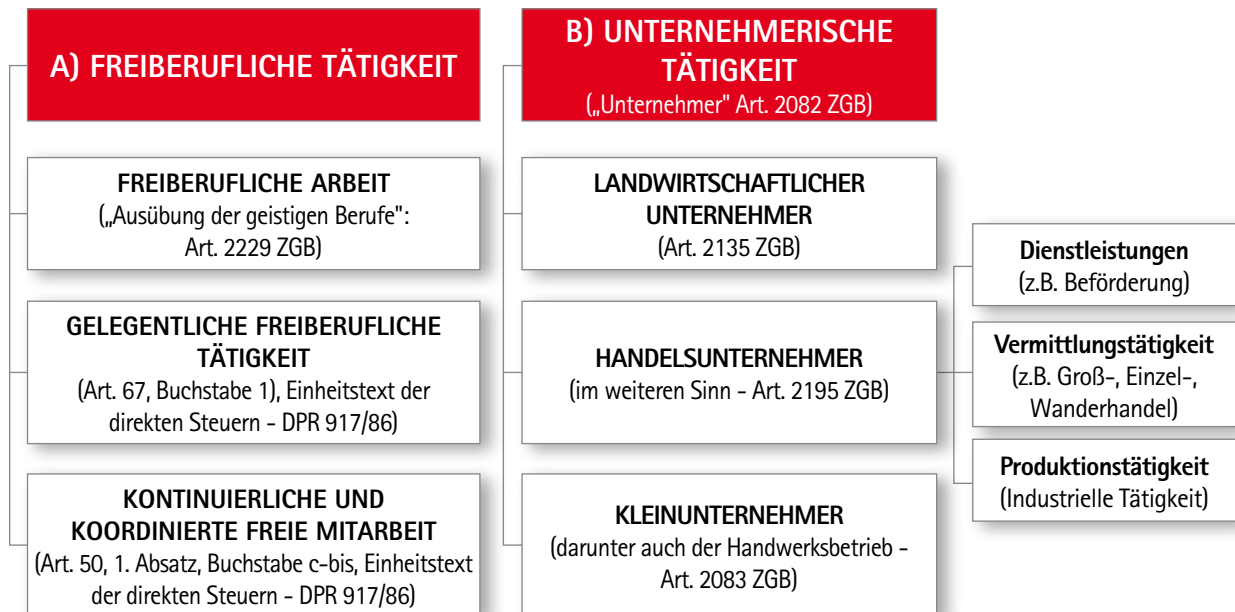 A) FREIBERUFLICHE TÄTIGKEIT
FREIBERUFLICHE ARBEIT
(„Ausübung der geistigen Berufe":
Art. 2229 ZGB)
GELEGENTLICHE FREIBERUFLICHE
TÄTIGKEIT
(Art. 67, Buchstabe 1), Einheitstext der
direkten Steuern - DPR 917/86)
KONTINUIERLICHE UND
KOORDINIERTE FREIE MITARBEIT
(Art. 50, 1. Absatz, Buchstabe c-bis, Einheitstext
der direkten Steuern - DPR 917/86)
B) UNTERNEHMERISCHE
TÄTIGKEIT
(„Unternehmer" Art. 2082 ZGB)
LANDWIRTSCHAFTLICHER
UNTERNEHMER
(Art. 2135 ZGB)
HANDELSUNTERNEHMER
(im weiteren Sinn - Art. 2195 ZGB)
KLEINUNTERNEHMER
(darunter auch der Handwerksbetrieb -
Art. 2083 ZGB)
Dienstleistungen
(z.B. Beförderung)
Vermittlungstätigkeit
(z.B. Groß-, Einzel-,
Wanderhandel)
Produktionstätigkeit
(Industrielle Tätigkeit)